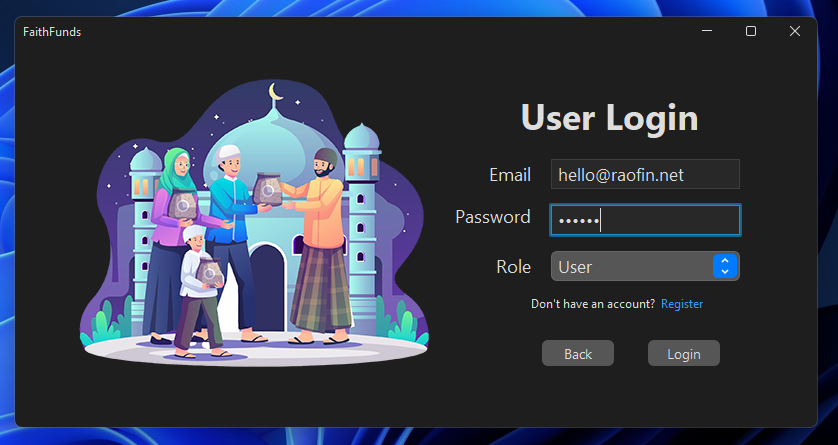 FaithFunds
User Login
Email hello@raofin.net
Password ••••••
Role User
Don't have an account? Register
Back Login